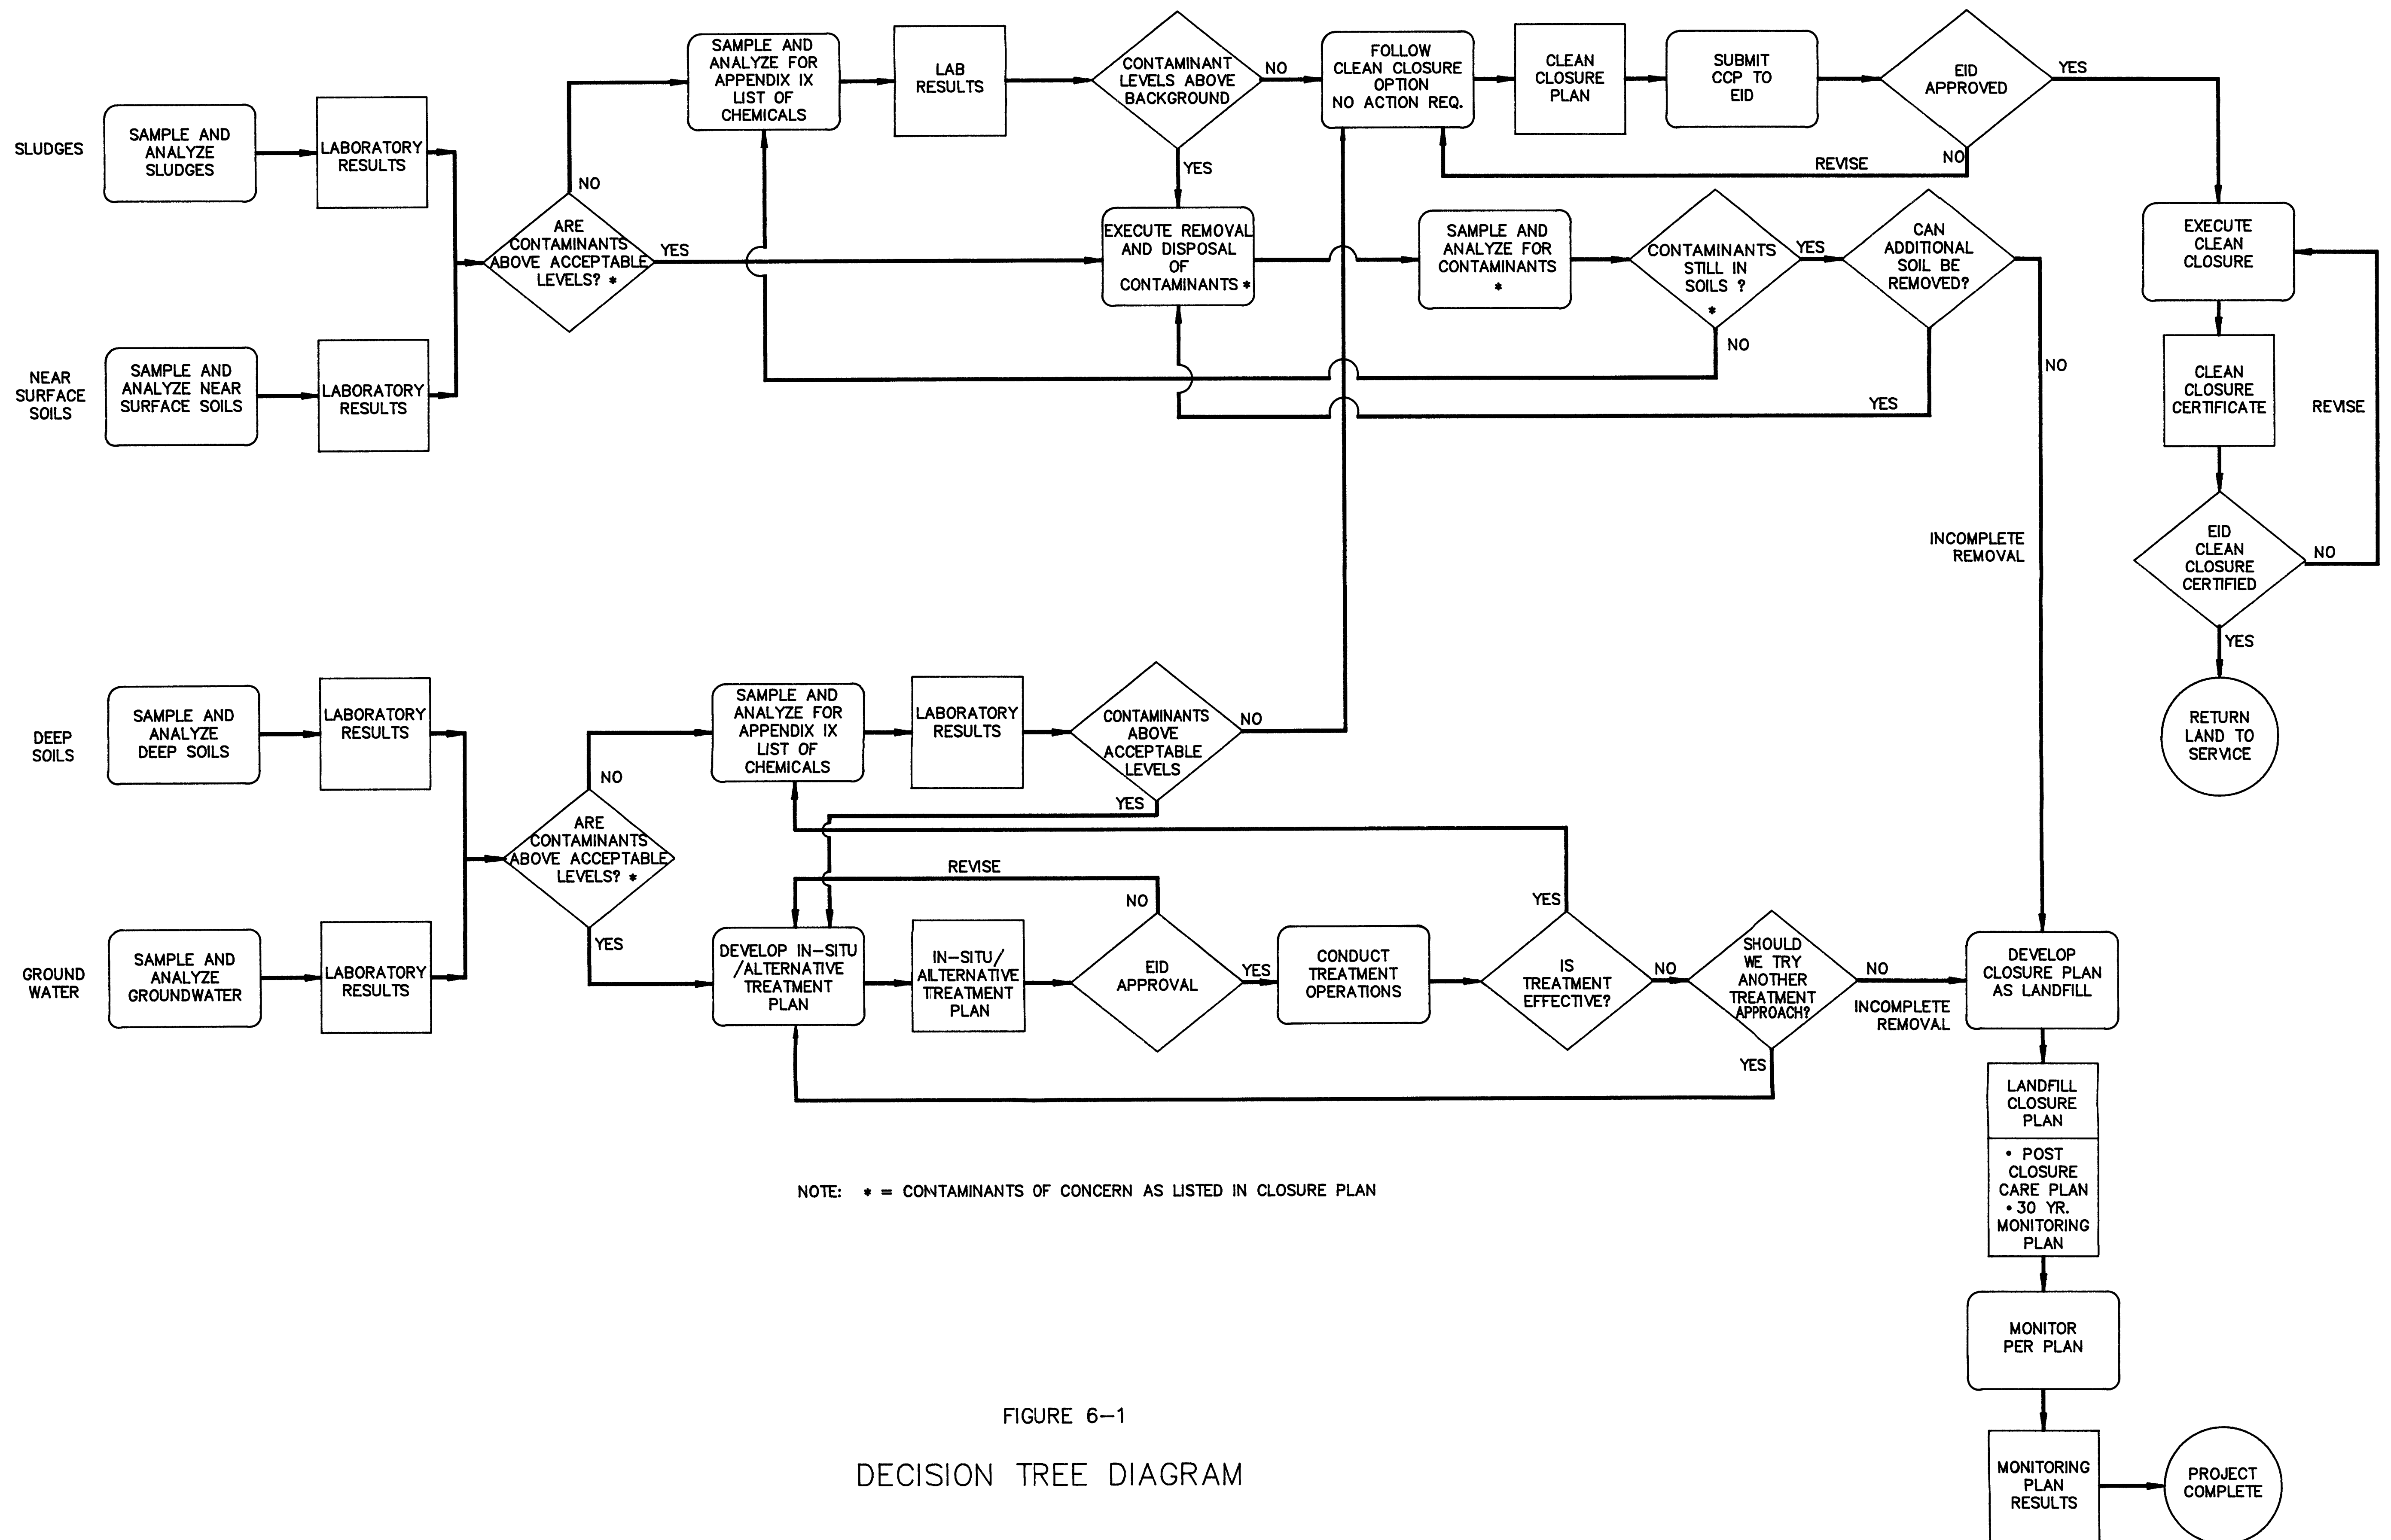 SLUDGES
SAMPLE AND
ANALYZE
SLUDGES
LABORATORY
RESULTS
NEAR
SURFACE
SOILS
SAMPLE AND
ANALYZE NEAR
SURFACE SOILS
LABORATORY
RESULTS
ARE
CONTAMINANTS
ABOVE ACCEPTABLE
LEVELS? *
NO
YES
SAMPLE AND
ANALYZE FOR
APPENDIX IX
LIST OF
CHEMICALS
LAB
RESULTS
CONTAMINANT
LEVELS ABOVE
BACKGROUND
NO
YES
FOLLOW
CLEAN CLOSURE
OPTION
NO ACTION REQ.
CLEAN
CLOSURE
PLAN
SUBMIT
CCP TO
EID
EID
APPROVED
YES
NO
REVISE
EXECUTE REMOVAL
AND DISPOSAL
OF
CONTAMINANTS *
SAMPLE AND
ANALYZE FOR
CONTAMINANTS
*
CONTAMINANTS
STILL IN
SOILS ?
*
YES
NO
CAN
ADDITIONAL
SOIL BE
REMOVED?
YES
NO
INCOMPLETE
REMOVAL
EXECUTE
CLEAN
CLOSURE
CLEAN
CLOSURE
CERTIFICATE
REVISE
EID
CLEAN
CLOSURE
CERTIFIED
NO
YES
RETURN
LAND TO
SERVICE
DEEP
SOILS
SAMPLE AND
ANALYZE
DEEP SOILS
LABORATORY
RESULTS
GROUND
WATER
SAMPLE AND
ANALYZE
GROUNDWATER
LABORATORY
RESULTS
ARE
CONTAMINANTS
ABOVE ACCEPTABLE
LEVELS? *
NO
YES
SAMPLE AND
ANALYZE FOR
APPENDIX IX
LIST OF
CHEMICALS
LABORATORY
RESULTS
CONTAMINANTS
ABOVE
ACCEPTABLE
LEVELS
NO
YES
REVISE
DEVELOP IN-SITU
/ALTERNATIVE
TREATMENT
PLAN
IN-SITU/
ALTERNATIVE
TREATMENT
PLAN
NO
EID
APPROVAL
YES
CONDUCT
TREATMENT
OPERATIONS
YES
IS
TREATMENT
EFFECTIVE?
NO
SHOULD
WE TRY
ANOTHER
TREATMENT
APPROACH?
YES
NO
INCOMPLETE
REMOVAL
DEVELOP
CLOSURE PLAN
AS LANDFILL
LANDFILL
CLOSURE
PLAN
• POST
CLOSURE
CARE PLAN
• 30 YR.
MONITORING
PLAN
MONITOR
PER PLAN
MONITORING
PLAN
RESULTS
PROJECT
COMPLETE
NOTE: * = CONTAMINANTS OF CONCERN AS LISTED IN CLOSURE PLAN
FIGURE 6-1
DECISION TREE DIAGRAM